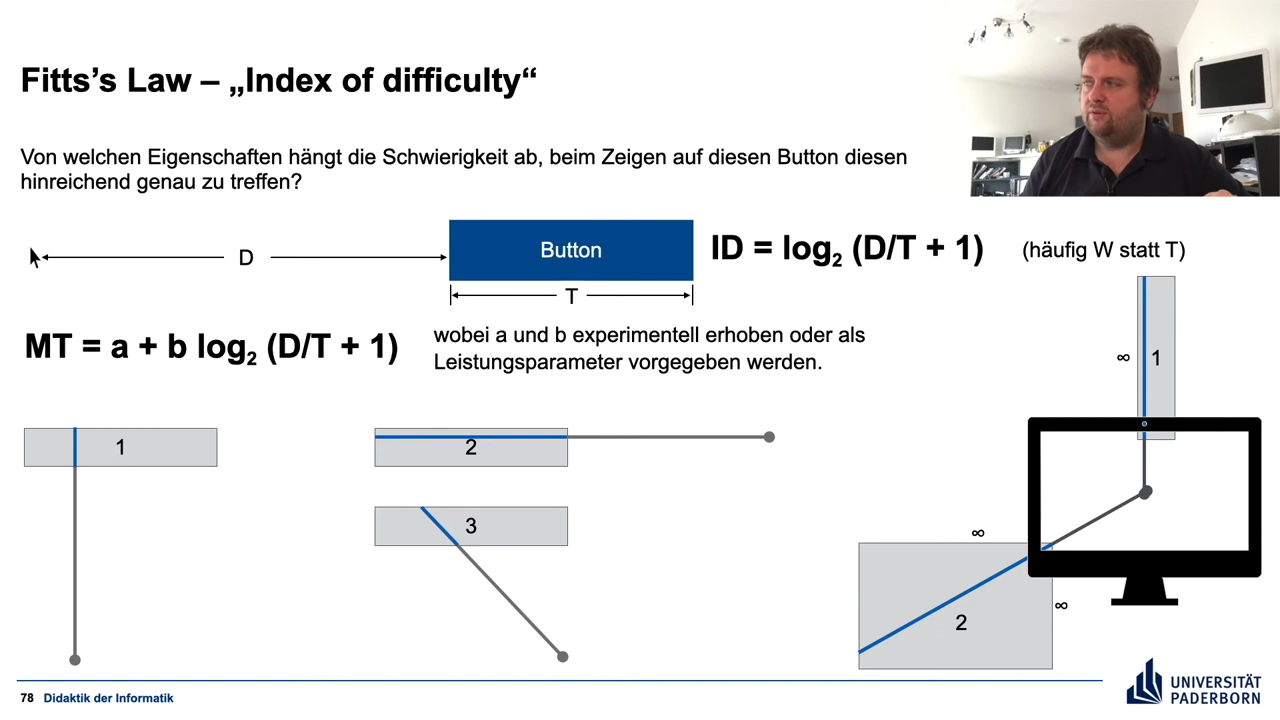 Fitts’s Law – „Index of difficulty“
Von welchen Eigenschaften hängt die Schwierigkeit ab, beim Zeigen auf diesen Button diesen
hinreichend genau zu treffen?
D
Button
T
ID = log₂ (D/T + 1)
(häufig W statt T)
MT = a + b log₂ (D/T + 1)
wobei a und b experimentell erhoben oder als
Leistungsparameter vorgegeben werden.
∞
1
1
2
3
∞
∞
2
78 Didaktik der Informatik
UNIVERSITÄT
PADERBORN